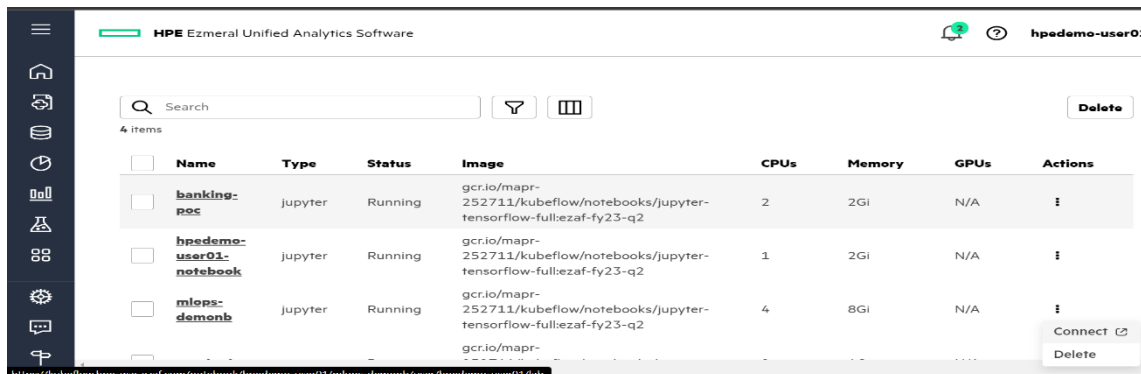 HPE Ezmeral Unified Analytics Software
2
hpedemo-user01
Search
4 items
Delete
Name Type Status Image CPUs Memory GPUs Actions
banking-
poc
jupyter Running
gcr.io/mapr-
252711/kubeflow/notebooks/jupyter-
tensorflow-full:ezaf-fy23-q2
2 2Gi N/A
hpedemo-
user01-
notebook
jupyter Running
gcr.io/mapr-
252711/kubeflow/notebooks/jupyter-
tensorflow-full:ezaf-fy23-q2
1 2Gi N/A
mlops-
demonb
jupyter Running
gcr.io/mapr-
252711/kubeflow/notebooks/jupyter-
tensorflow-full:ezaf-fy23-q2
4 8Gi N/A
Connect
Delete
gcr.io/mapr-